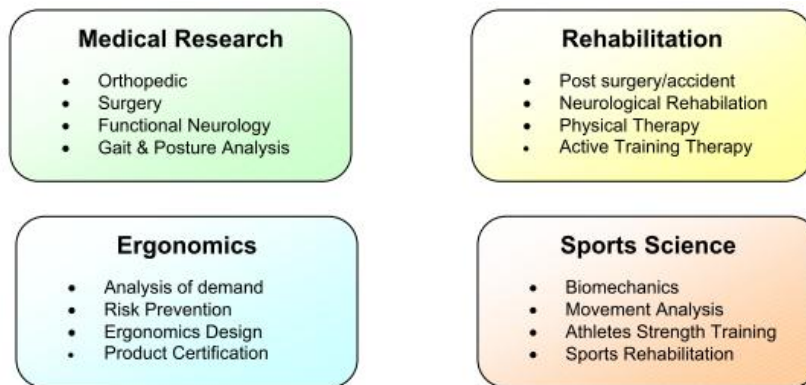 Medical Research
• Orthopedic
• Surgery
• Functional Neurology
• Gait & Posture Analysis
Rehabilitation
• Post surgery/accident
• Neurological Rehabilation
• Physical Therapy
• Active Training Therapy
Ergonomics
• Analysis of demand
• Risk Prevention
• Ergonomics Design
• Product Certification
Sports Science
• Biomechanics
• Movement Analysis
• Athletes Strength Training
• Sports Rehabilitation